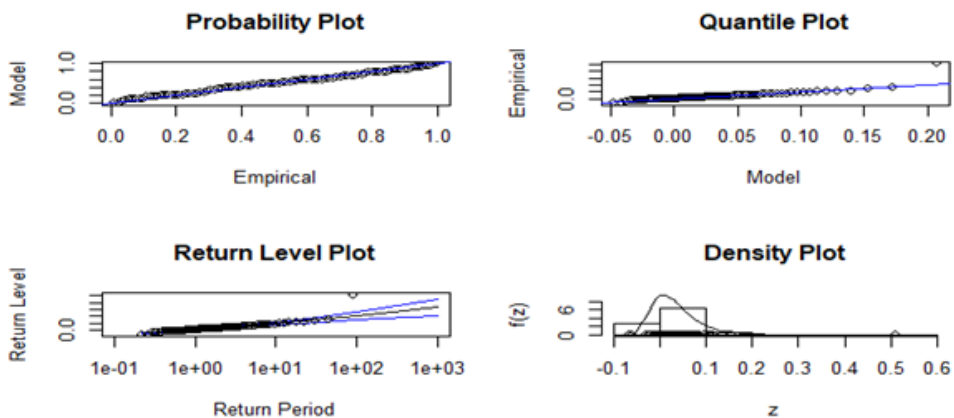 Probability Plot
Model
0.0 1.0
0.0 0.2 0.4 0.6 0.8 1.0
Empirical
Quantile Plot
Empirical
0.0
-0.05 0.00 0.05 0.10 0.15 0.20
Model
Return Level Plot
Return Level
0.0
1e-01 1e+00 1e+01 1e+02 1e+03
Return Period
Density Plot
f(z)
0 6
-0.1 0.1 0.2 0.3 0.4 0.5 0.6
z